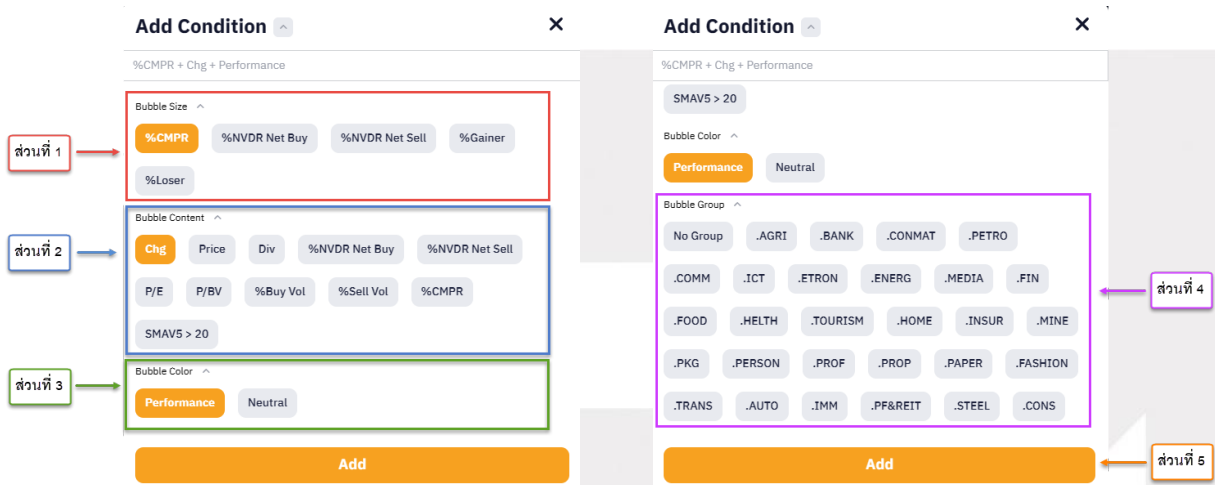 Add Condition
%CMPR + Chg + Performance
Bubble Size
%CMPR %NVDR Net Buy %NVDR Net Sell %Gainer
%Loser
ส่วนที่ 1
Bubble Content
Chg Price Div %NVDR Net Buy %NVDR Net Sell
ส่วนที่ 2
P/E P/BV %Buy Vol %Sell Vol %CMPR
SMAV5 > 20
Bubble Color
ส่วนที่ 3
Performance Neutral
Add
Add Condition
%CMPR + Chg + Performance
SMAV5 > 20
Bubble Color
Performance Neutral
Bubble Group
No Group .AGRI .BANK .CONMAT .PETRO
.COMM .ICT .ETRON .ENERG .MEDIA .FIN
ส่วนที่ 4
.FOOD .HELTH .TOURISM .HOME .INSUR .MINE
.PKG .PERSON .PROF .PROP .PAPER .FASHION
.TRANS .AUTO .IMM .PF&REIT .STEEL .CONS
Add
ส่วนที่ 5